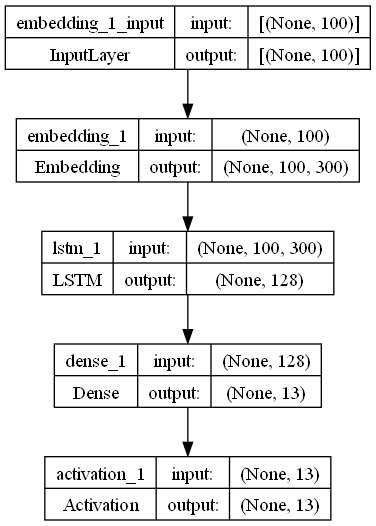 embedding_1_input input: [(None, 100)]
InputLayer output: [(None, 100)]
embedding_1 input: (None, 100)
Embedding output: (None, 100, 300)
lstm_1 input: (None, 100, 300)
LSTM output: (None, 128)
dense_1 input: (None, 128)
Dense output: (None, 13)
activation_1 input: (None, 13)
Activation output: (None, 13)